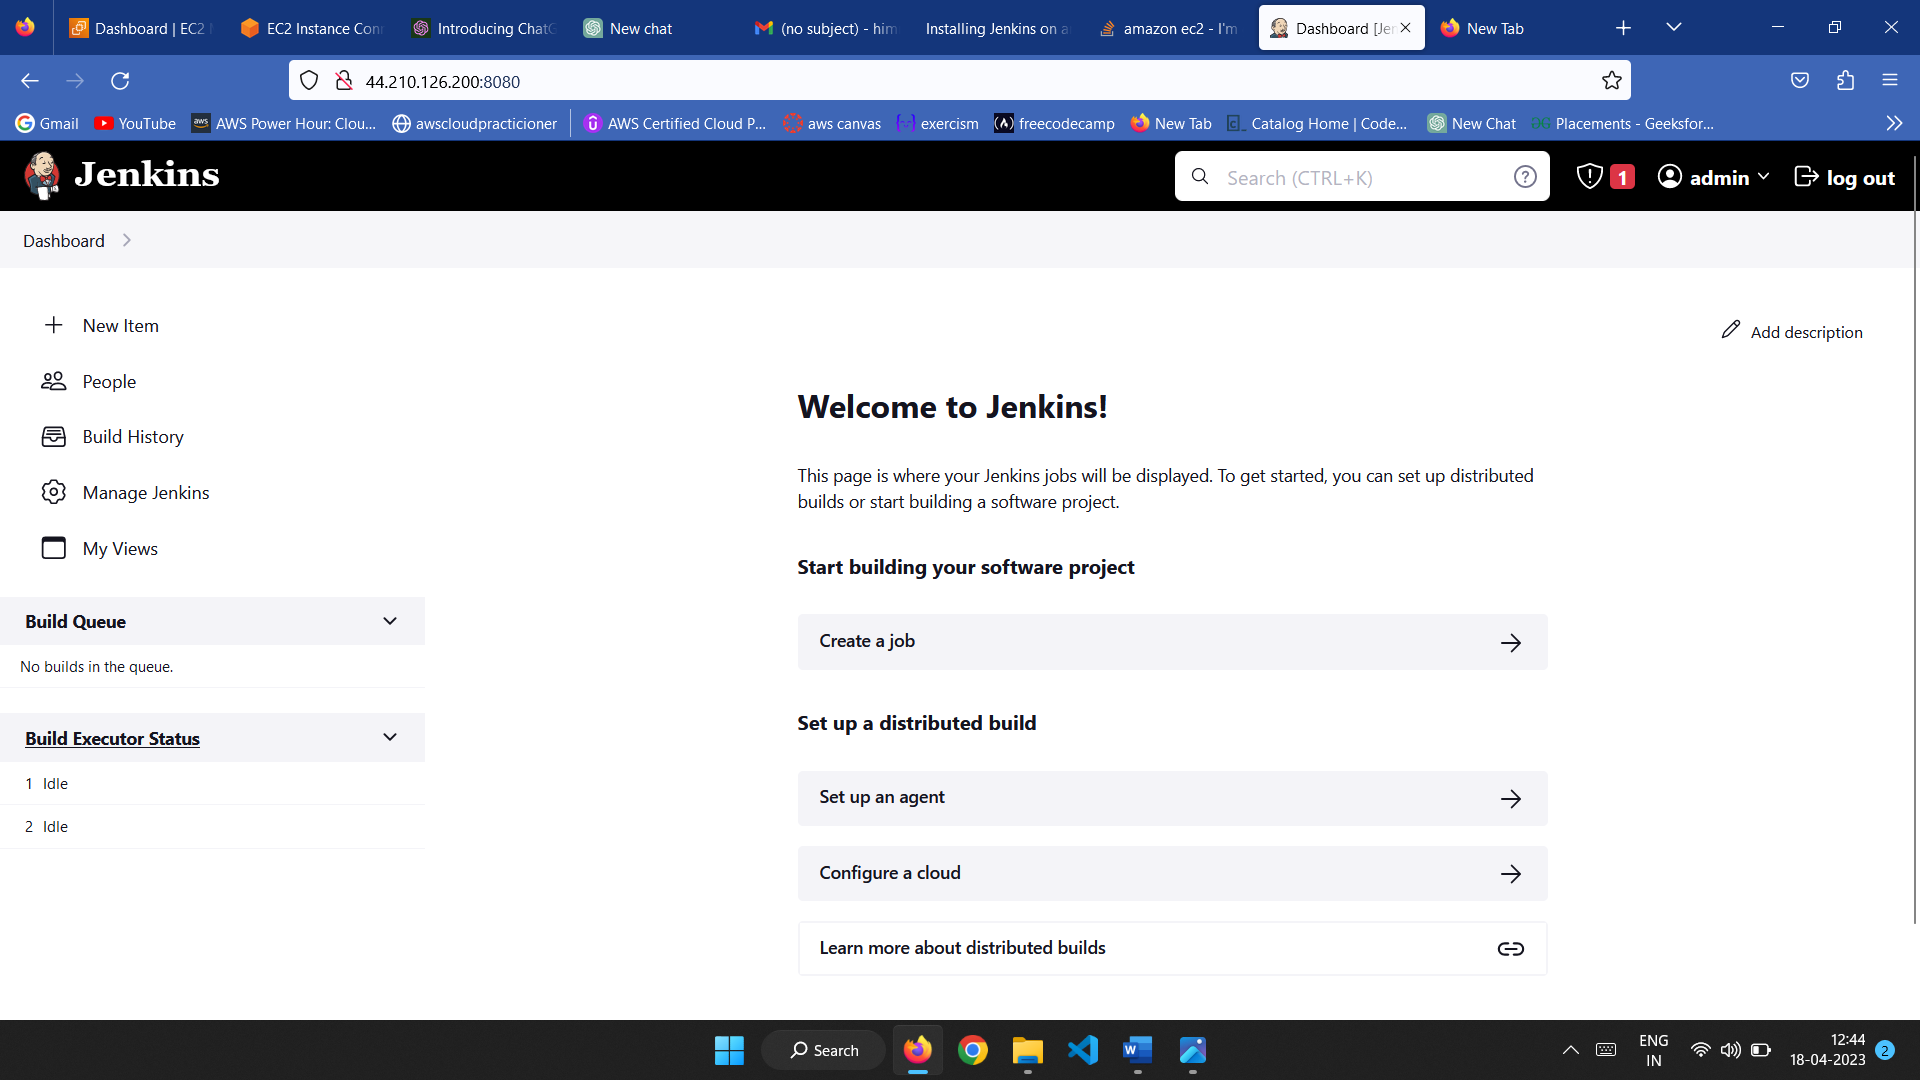 Dashboard | EC2
EC2 Instance Con
Introducing ChatG
New chat
(no subject) - him
Installing Jenkins on a
amazon ec2 - I'm
Dashboard [Jen
New Tab
44.210.126.200:8080
Gmail
YouTube
AWS Power Hour: Clou...
awscloudpracticioner
AWS Certified Cloud P...
aws canvas
exercism
freecodecamp
New Tab
Catalog Home | Code...
New Chat
Placements - Geeksfor...
Jenkins
Search (CTRL+K)
1
admin
log out
Dashboard
New Item
People
Build History
Manage Jenkins
My Views
Build Queue
No builds in the queue.
Build Executor Status
1 Idle
2 Idle
Add description
Welcome to Jenkins!
This page is where your Jenkins jobs will be displayed. To get started, you can set up distributed
builds or start building a software project.
Start building your software project
Create a job
Set up a distributed build
Set up an agent
Configure a cloud
Learn more about distributed builds
Search
ENG
IN
12:44
18-04-2023
2